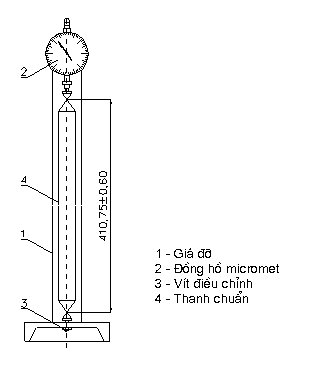 2
4
410,75±0,60
1
3
1 - Giá đỡ
2 - Đồng hồ micromet
3 - Vít điều chỉnh
4 - Thanh chuẩn